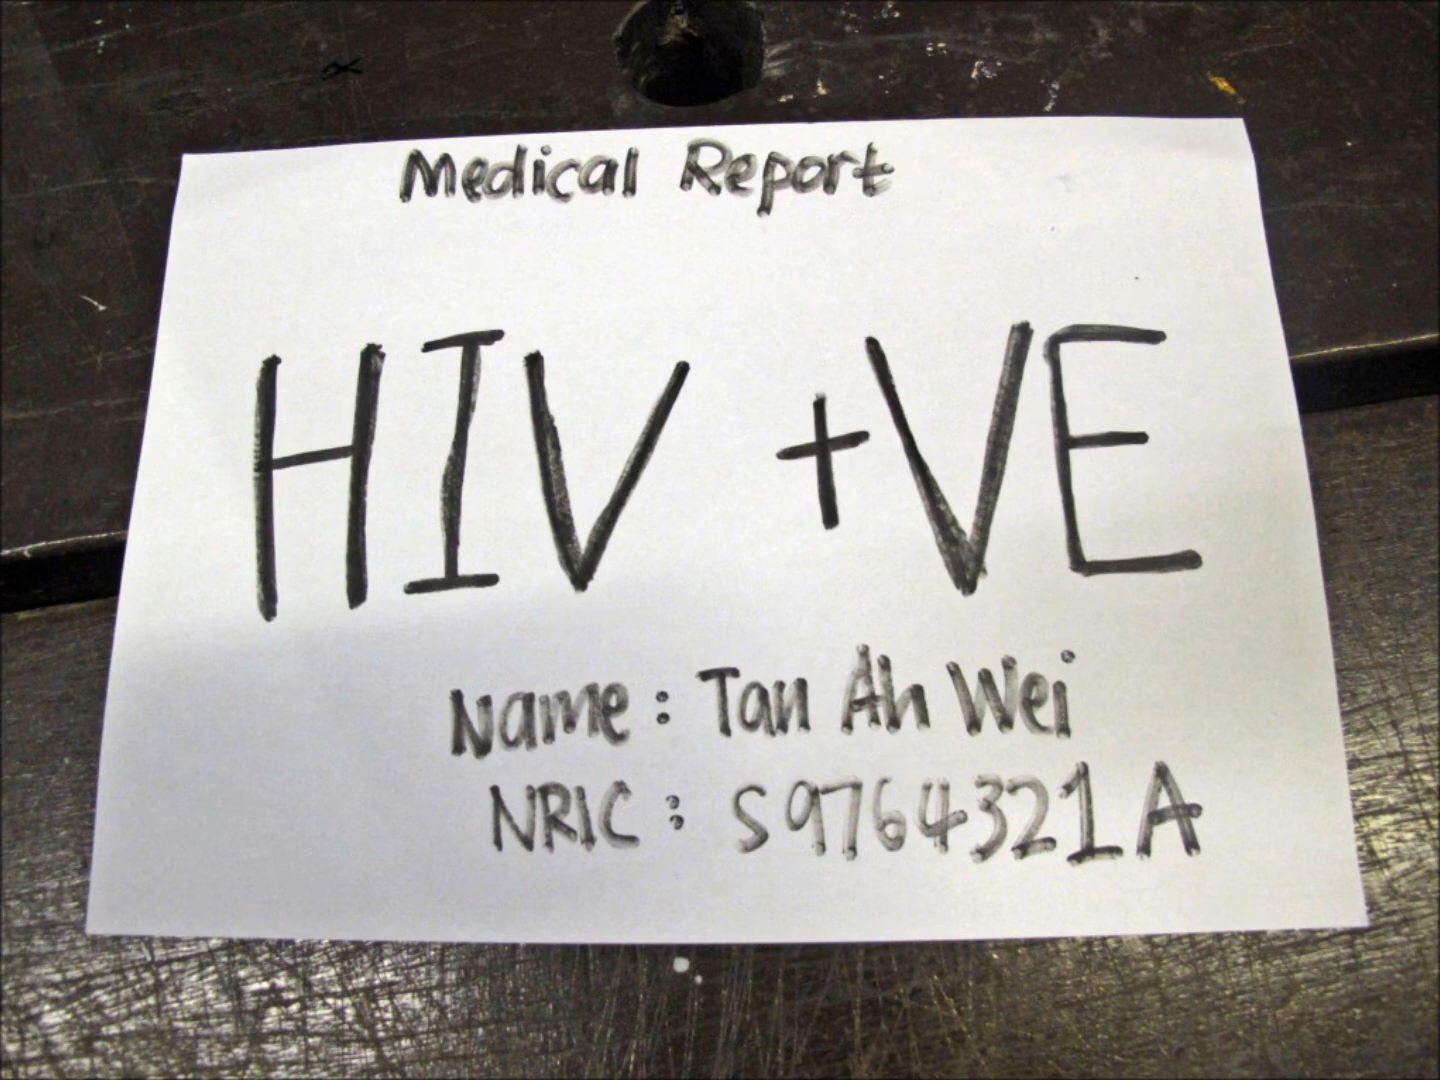 Medical Report
HIV +VE
Name: Tan Ah Wei
NRIC: S9764321A